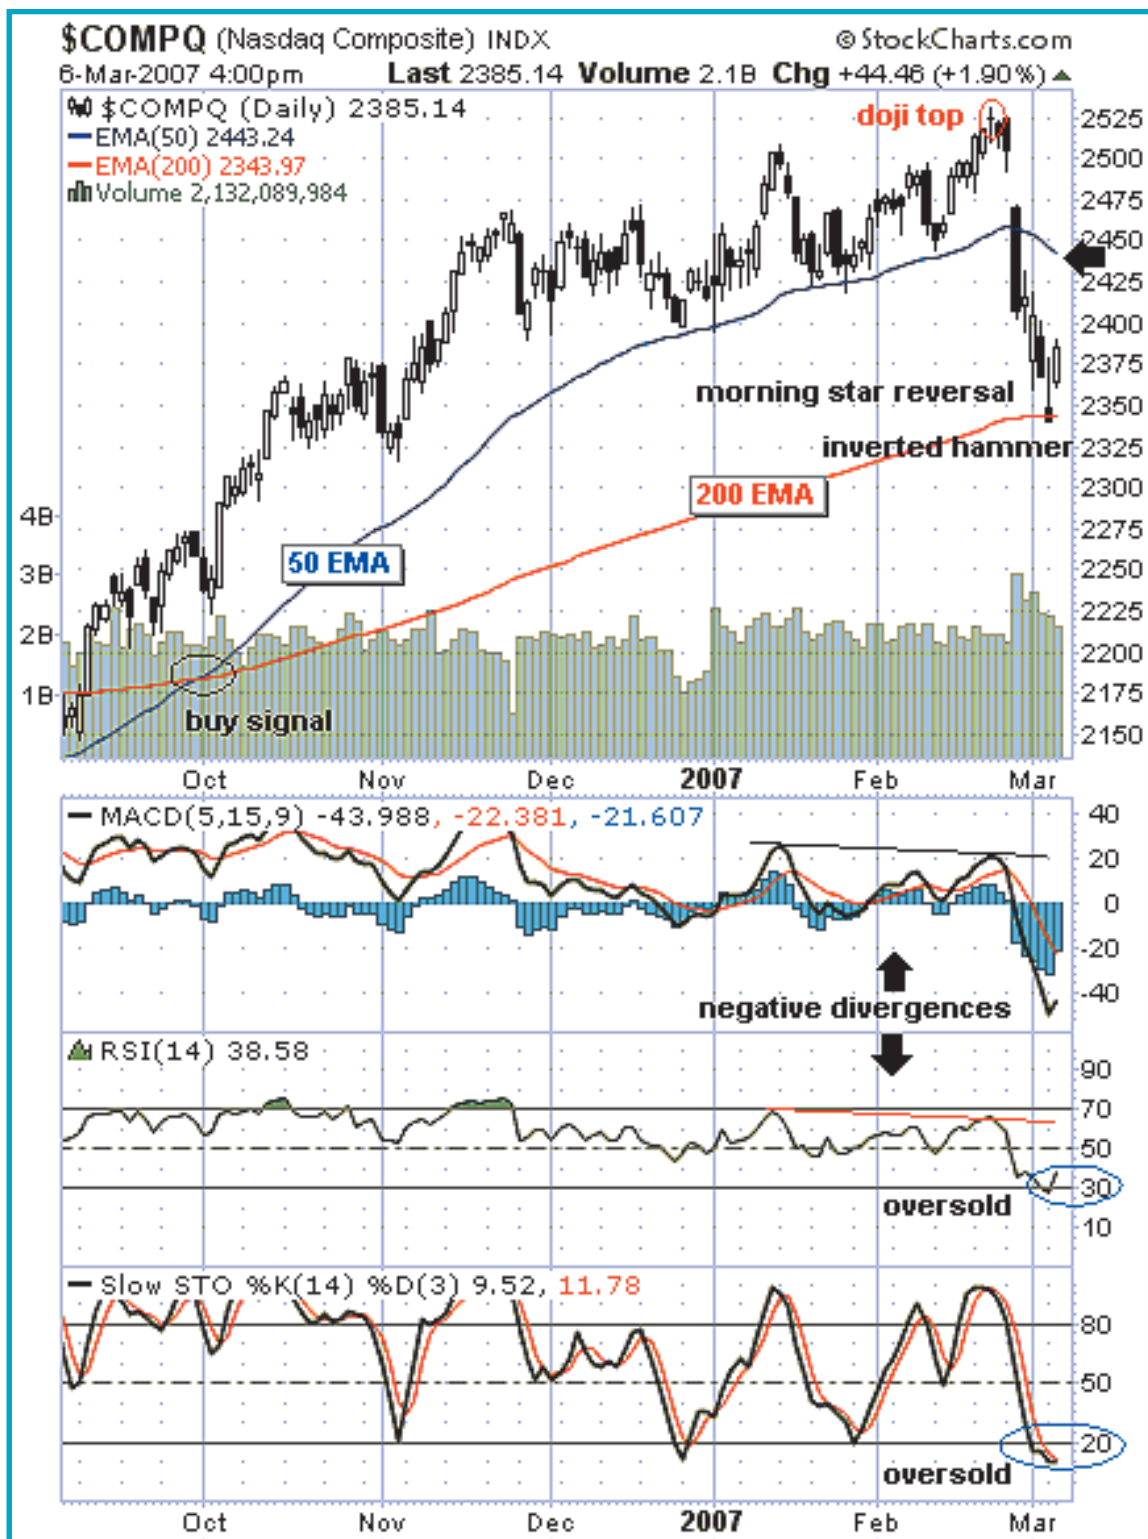 $COMPQ (Nasdaq Composite) INDX © StockCharts.com
6-Mar-2007 4:00pm Last 2385.14 Volume 2.1B Chg +44.46 (+1.90%)
$COMPQ (Daily) 2385.14
EMA(50) 2443.24
EMA(200) 2343.97
Volume 2,132,089,984
doji top
2525
2500
2475
2450
2425
2400
2375
2350
2325
2300
2275
2250
2225
2200
2175
2150
4B
3B
2B
1B
morning star reversal
inverted hammer
200 EMA
50 EMA
buy signal
Oct Nov Dec 2007 Feb Mar
MACD(5,15,9) -43.988, -22.381, -21.607
40
20
0
-20
-40
negative divergences
RSI(14) 38.58
90
70
50
30
10
oversold
Slow STO %K(14) %D(3) 9.52, 11.78
80
50
20
oversold
Oct Nov Dec 2007 Feb Mar